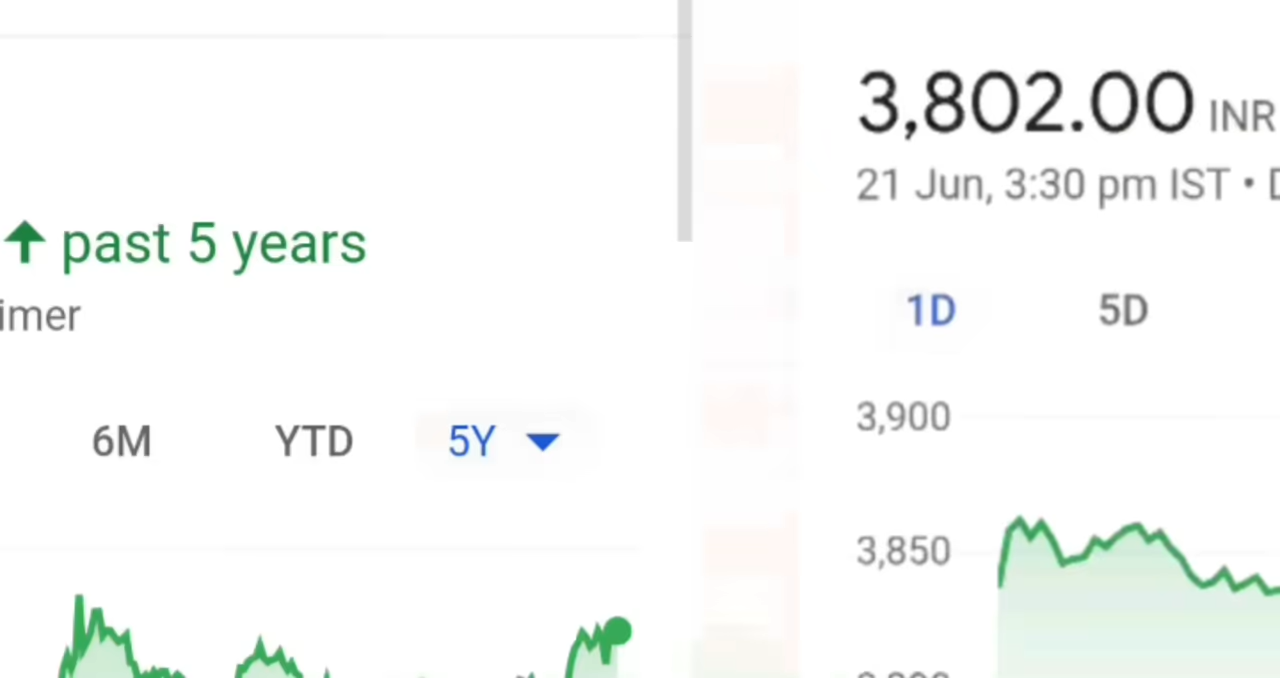 past 5 years
imer
6M YTD 5Y
3,802.00 INR
21 Jun, 3:30 pm IST •
1D 5D
3,900
3,850